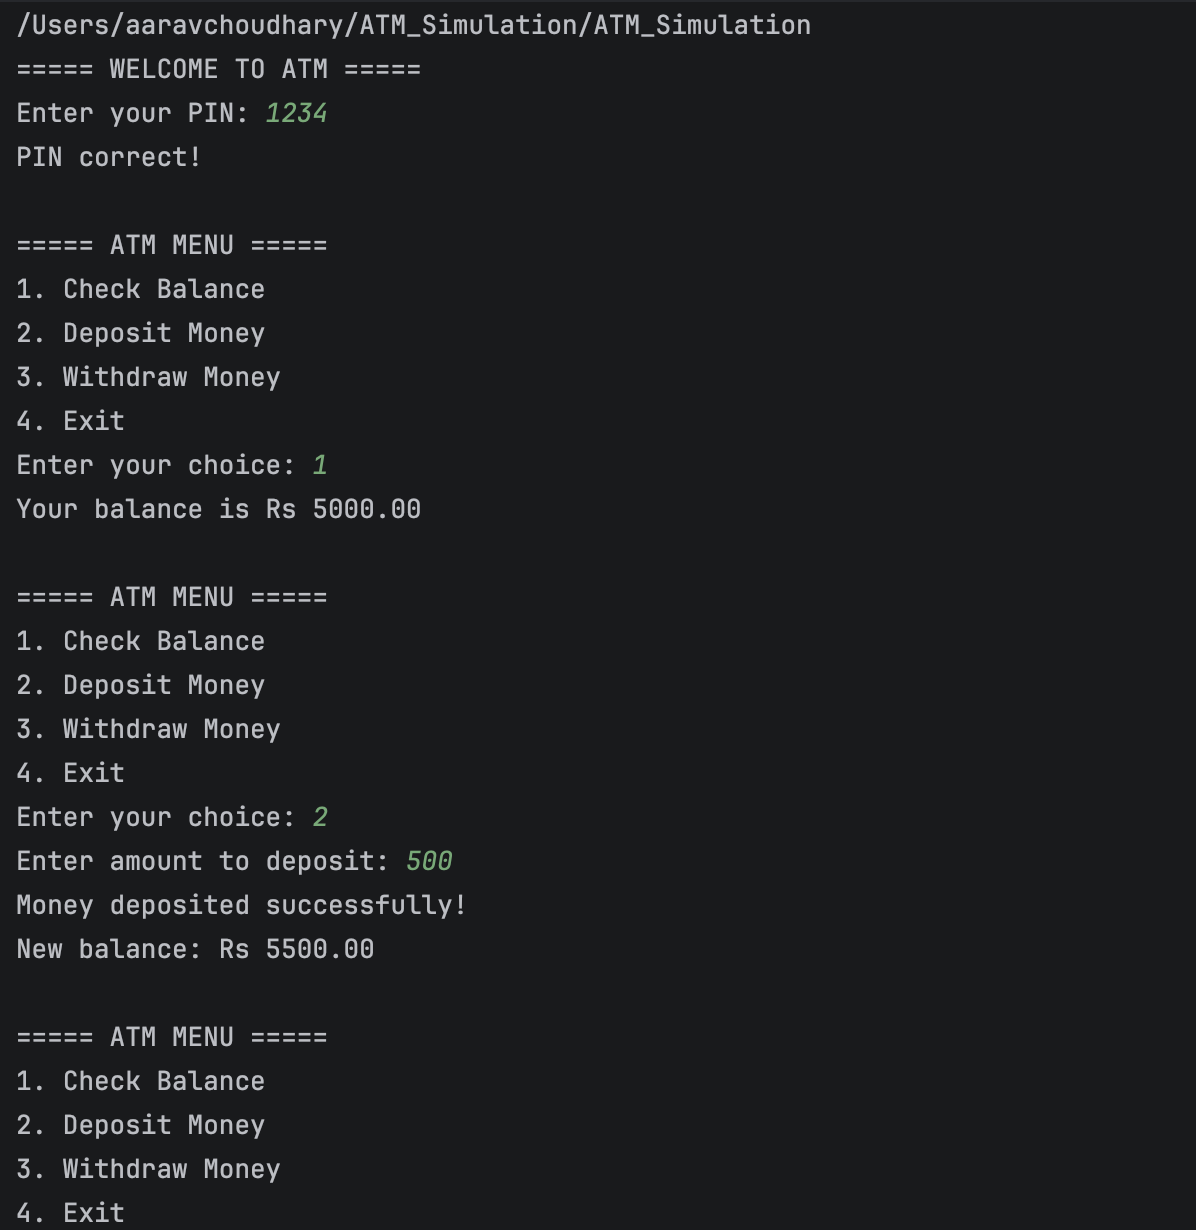 /Users/aaravchoudhary/ATM_Simulation/ATM_Simulation
===== WELCOME TO ATM =====
Enter your PIN: 1234
PIN correct!

===== ATM MENU =====
1. Check Balance
2. Deposit Money
3. Withdraw Money
4. Exit
Enter your choice: 1
Your balance is Rs 5000.00

===== ATM MENU =====
1. Check Balance
2. Deposit Money
3. Withdraw Money
4. Exit
Enter your choice: 2
Enter amount to deposit: 500
Money deposited successfully!
New balance: Rs 5500.00

===== ATM MENU =====
1. Check Balance
2. Deposit Money
3. Withdraw Money
4. Exit